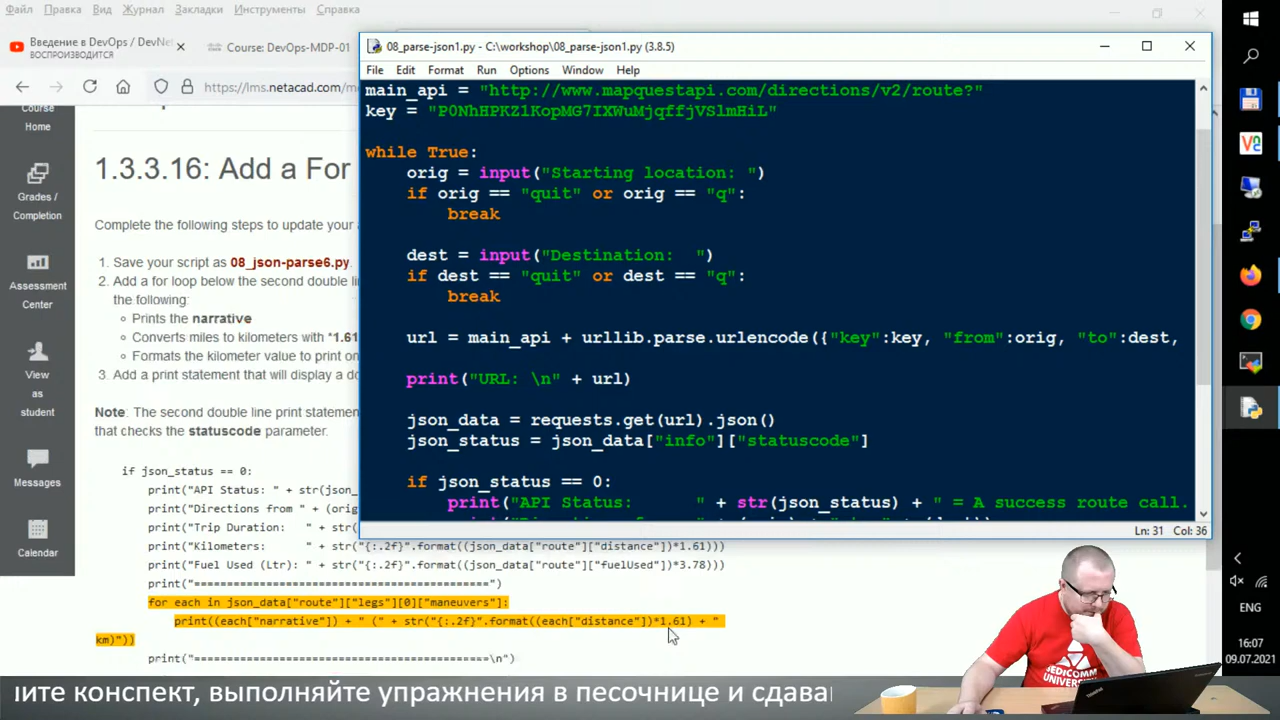 Файл Правка Вид Журнал Закладки Инструменты Справка
Введение в DevOps / DevNe
ВОСПРОИЗВОДИТСЯ
Course: DevOps-MDP-01
https://lms.netacad.com/m
Course
Home
Grades /
Completion
Assessment
Center
View
as
student
Messages
Calendar
1.3.3.16: Add a For
Complete the following steps to update your a
1. Save your script as 08_json-parse6.py.
2. Add a for loop below the second double line
the following:
Prints the narrative
Converts miles to kilometers with *1.61
Formats the kilometer value to print on
3. Add a print statement that will display a do
Note: The second double line print statement
that checks the statuscode parameter.
if json_status == 0:
print("API Status: " + str(json_
print("Directions from " + (orig
print("Trip Duration:   " + str(
print("Kilometers:      " + str("{:.2f}".format((json_data["route"]["distance"])*1.61)))
print("Fuel Used (Ltr): " + str("{:.2f}".format((json_data["route"]["fuelUsed"])*3.78)))
print("=============================================")
for each in json_data["route"]["legs"][0]["maneuvers"]:
print((each["narrative"]) + " (" + str("{:.2f}".format((each["distance"])*1.61) + "
km)"))
print("=============================================\n")
08_parse-json1.py - C:\workshop\08_parse-json1.py (3.8.5)
File Edit Format Run Options Window Help
main_api = "http://www.mapquestapi.com/directions/v2/route?"
key = "P0NhHPKZ1KopMG7IXWuMjqffjVSlmHiL"
while True:
orig = input("Starting location: ")
if orig == "quit" or orig == "q":
break
dest = input("Destination:  ")
if dest == "quit" or dest == "q":
break
url = main_api + urllib.parse.urlencode({"key":key, "from":orig, "to":dest,
print("URL: \n" + url)
json_data = requests.get(url).json()
json_status = json_data["info"]["statuscode"]
if json_status == 0:
print("API Status:      " + str(json_status) + " = A success route call.
Ln: 31 Col: 36
ENG
16:07
09.07.2021
UNIVERSITY
ите конспект, выполняйте упражнения в песочнице и сдава